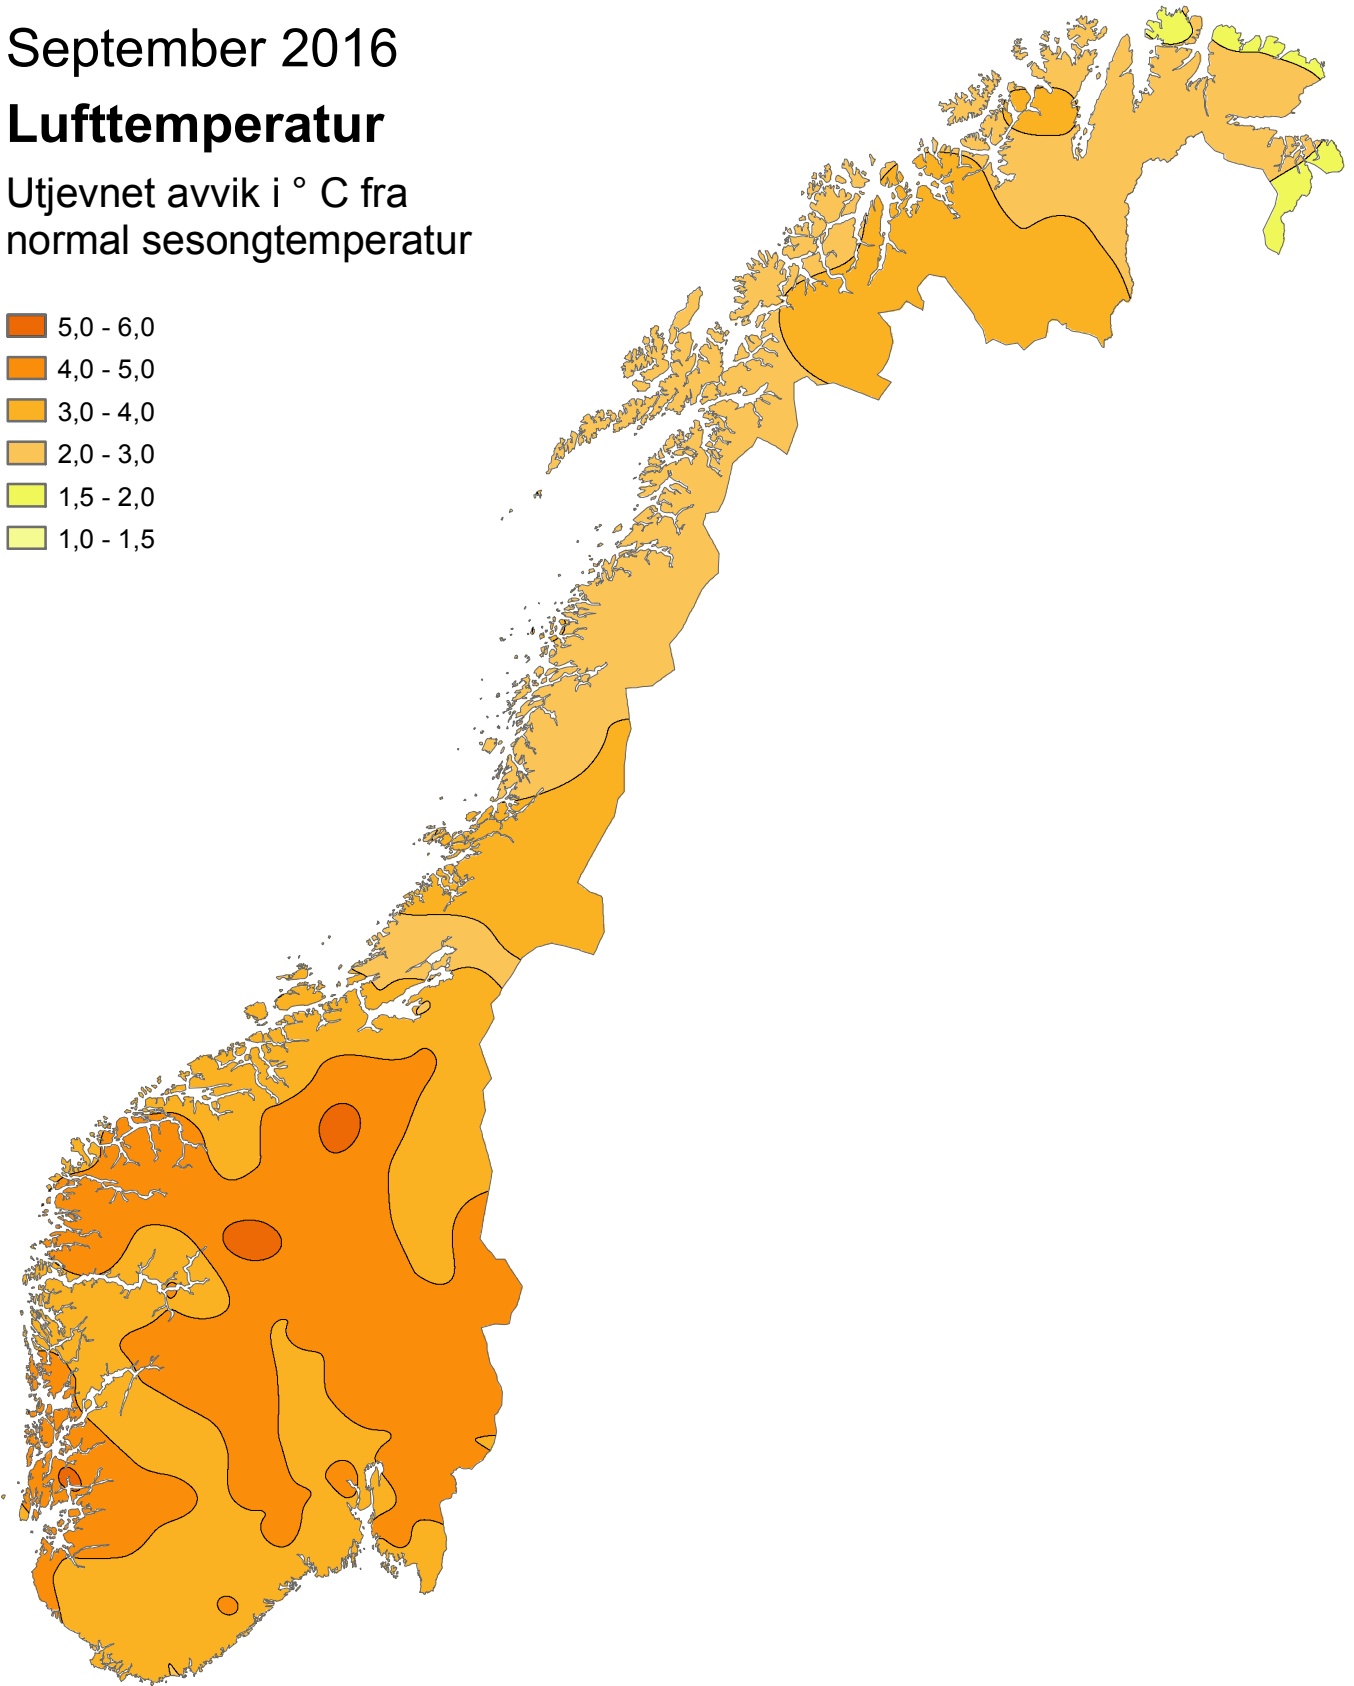 September 2016
Lufttemperatur
Utjevnet avvik i ° C fra
normal sesongtemperatur
5,0 - 6,0
4,0 - 5,0
3,0 - 4,0
2,0 - 3,0
1,5 - 2,0
1,0 - 1,5